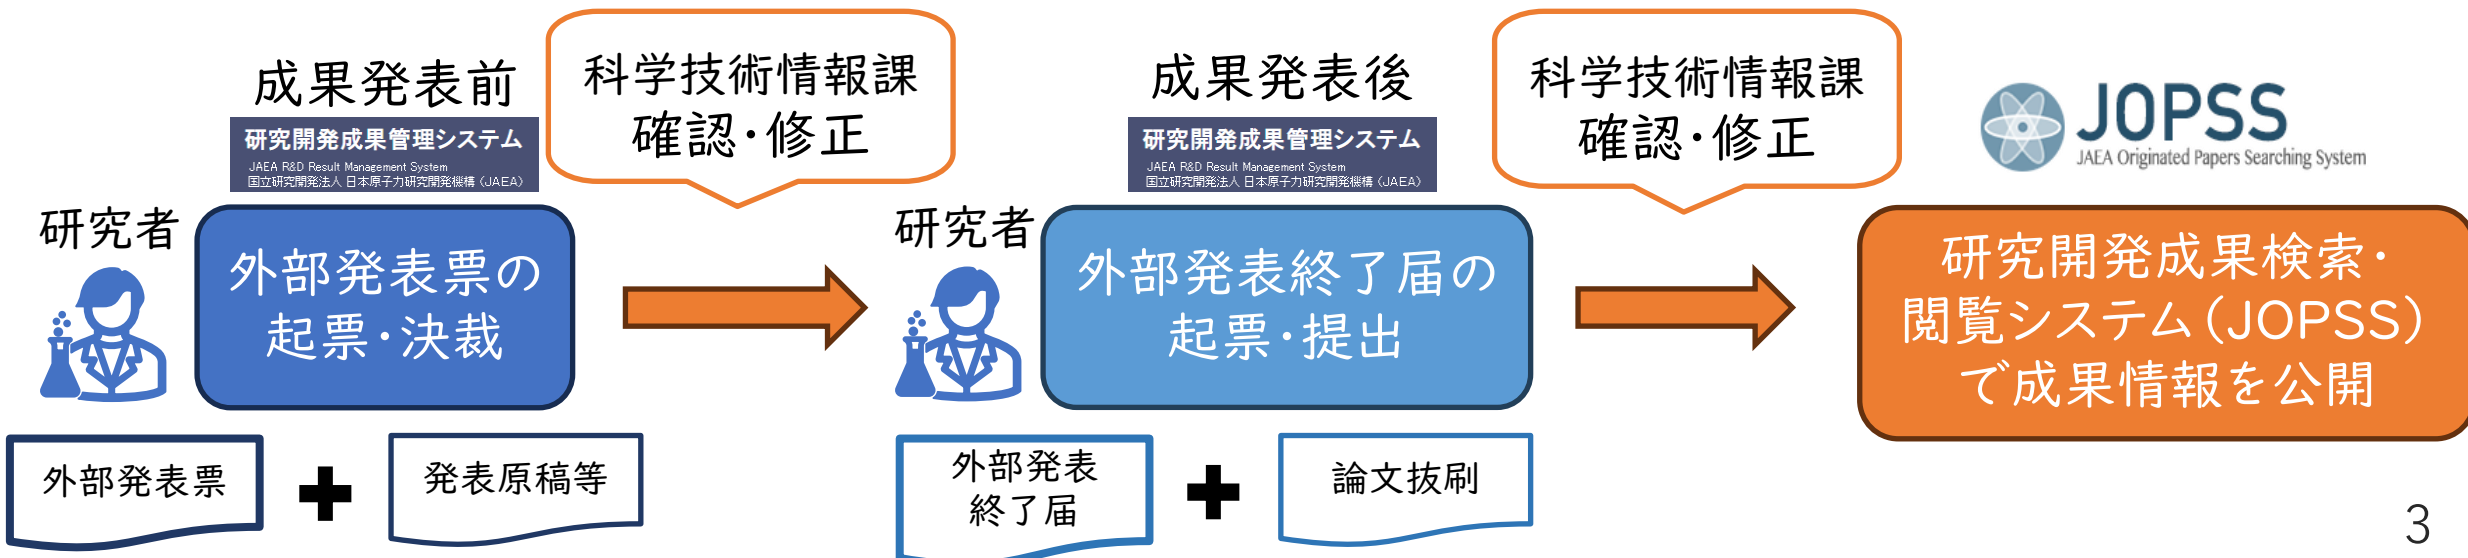 成果発表前
研究開発成果管理システム
JAEA R&D Result Management System
国立研究開発法人 日本原子力研究開発機構 (JAEA)
研究者
外部発表票の
起票・決裁
外部発表票
発表原稿等
科学技術情報課
確認・修正
成果発表後
研究開発成果管理システム
JAEA R&D Result Management System
国立研究開発法人 日本原子力研究開発機構 (JAEA)
研究者
外部発表終了届の
起票・提出
外部発表
終了届
論文抜刷
科学技術情報課
確認・修正
JOPSS
JAEA Originated Papers Searching System
研究開発成果検索・
閲覧システム(JOPSS)
で成果情報を公開
3